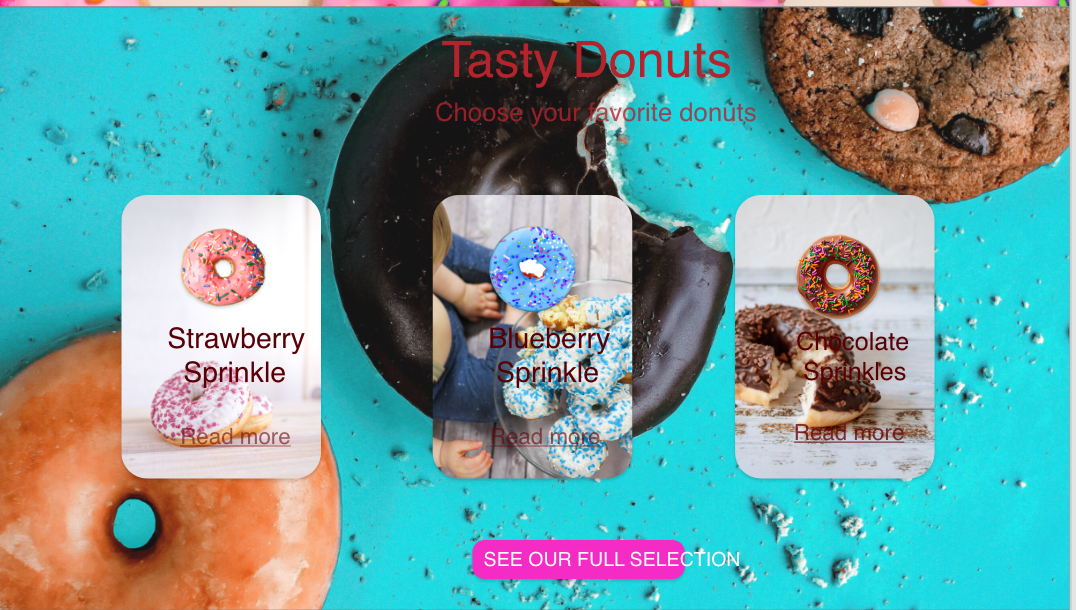 Tasty Donuts
Choose your favorite donuts
Strawberry
Sprinkle
Read more
Blueberry
Sprinkle
Read more
Chocolate
Sprinkles
Read more
SEE OUR FULL SELECTION